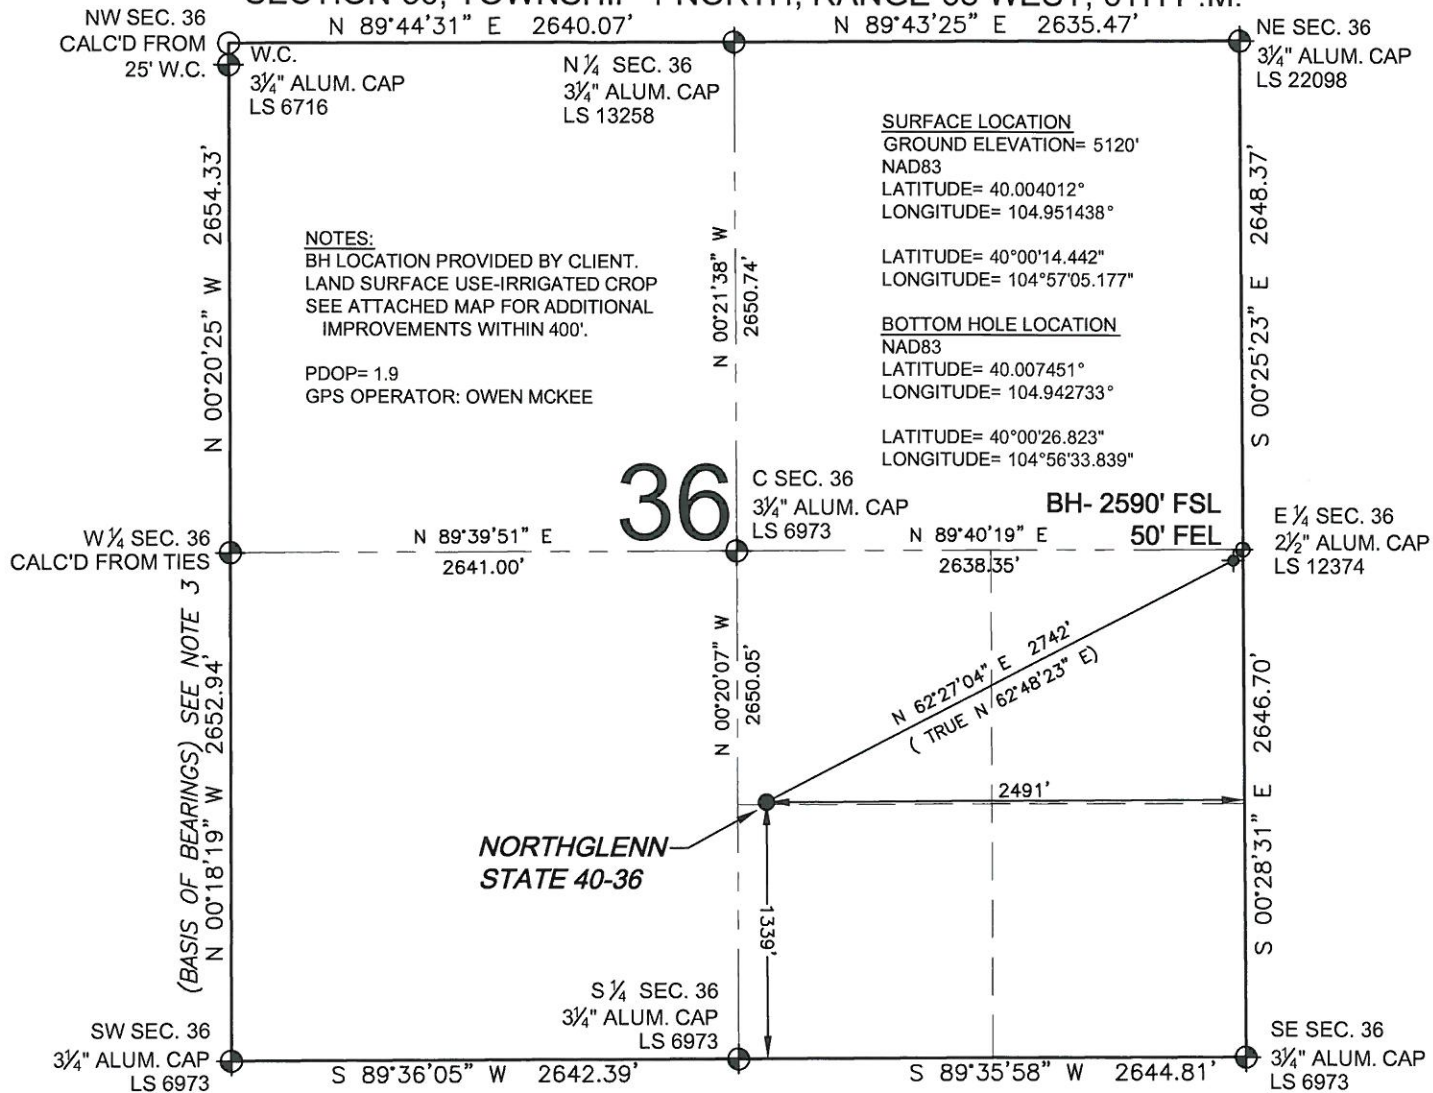 N 89°44'31" E 2640.07'
N 89°43'25" E 2635.47'
NW SEC. 36
CALC'D FROM
25' W.C.
W.C.
3¼" ALUM. CAP
LS 6716
N ¼ SEC. 36
3¼" ALUM. CAP
LS 13258
NE SEC. 36
3¼" ALUM. CAP
LS 22098
SURFACE LOCATION
GROUND ELEVATION= 5120'
NAD83
LATITUDE= 40.004012°
LONGITUDE= 104.951438°
LATITUDE= 40°00'14.442"
LONGITUDE= 104°57'05.177"
BOTTOM HOLE LOCATION
NAD83
LATITUDE= 40.007451°
LONGITUDE= 104.942733°
LATITUDE= 40°00'26.823"
LONGITUDE= 104°56'33.839"
NOTES:
BH LOCATION PROVIDED BY CLIENT.
LAND SURFACE USE-IRRIGATED CROP
SEE ATTACHED MAP FOR ADDITIONAL
IMPROVEMENTS WITHIN 400'.
PDOP= 1.9
GPS OPERATOR: OWEN MCKEE
N 00°20'25" W 2654.33'
N 00°21'38" W
2650.74'
S 00°25'23" E 2648.37'
36
C SEC. 36
3¼" ALUM. CAP
LS 6973
BH- 2590' FSL
50' FEL
E ¼ SEC. 36
2½" ALUM. CAP
LS 12374
W ¼ SEC. 36
CALC'D FROM TIES
N 89°39'51" E
2641.00'
N 89°40'19" E
2638.35'
(BASIS OF BEARINGS) SEE NOTE 3
N 00°18'19" W 2652.94'
N 00°20'07" W
2650.05'
N 62°27'04" E 2742'
( TRUE N 62°48'23" E)
S 00°28'31" E 2646.70'
2491'
NORTHGLENN
STATE 40-36
1339'
SW SEC. 36
3¼" ALUM. CAP
LS 6973
S ¼ SEC. 36
3¼" ALUM. CAP
LS 6973
SE SEC. 36
3¼" ALUM. CAP
LS 6973
S 89°36'05" W 2642.39'
S 89°35'58" W 2644.81'